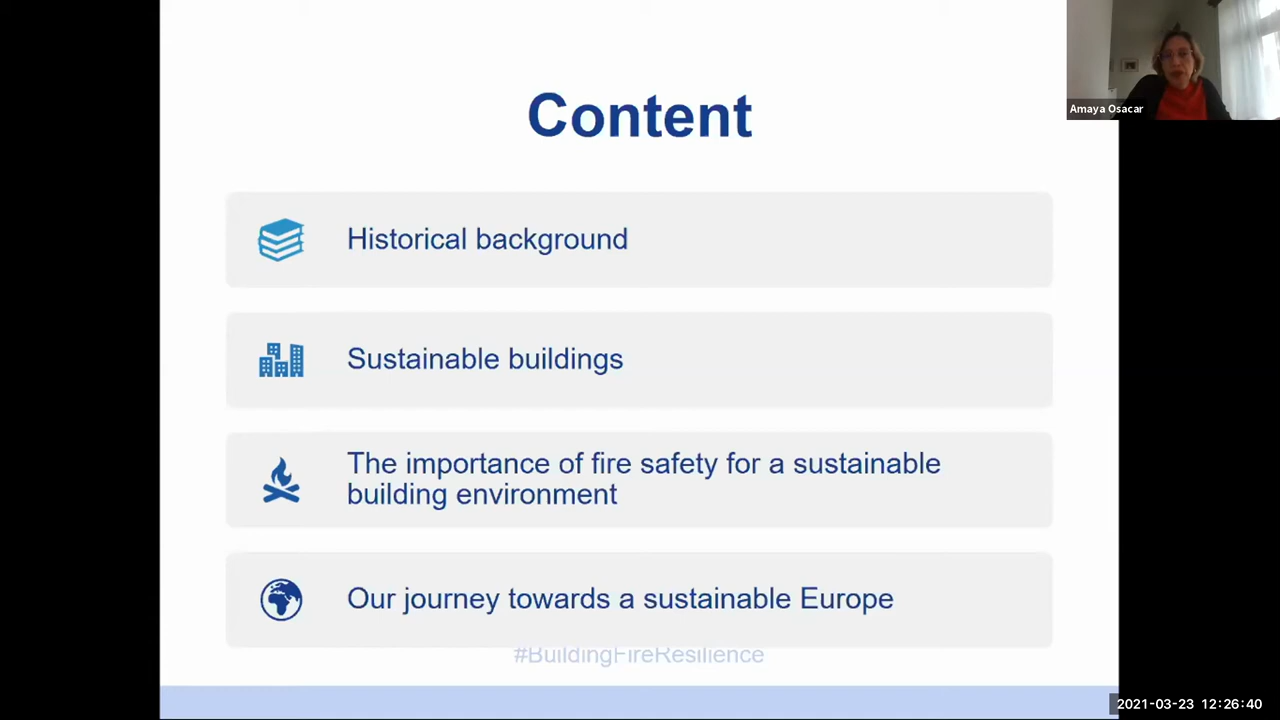 Content
Amaya Osacar
Historical background
Sustainable buildings
The importance of fire safety for a sustainable
building environment
Our journey towards a sustainable Europe
#BuildingFireResilience
2021-03-23 12:26:40